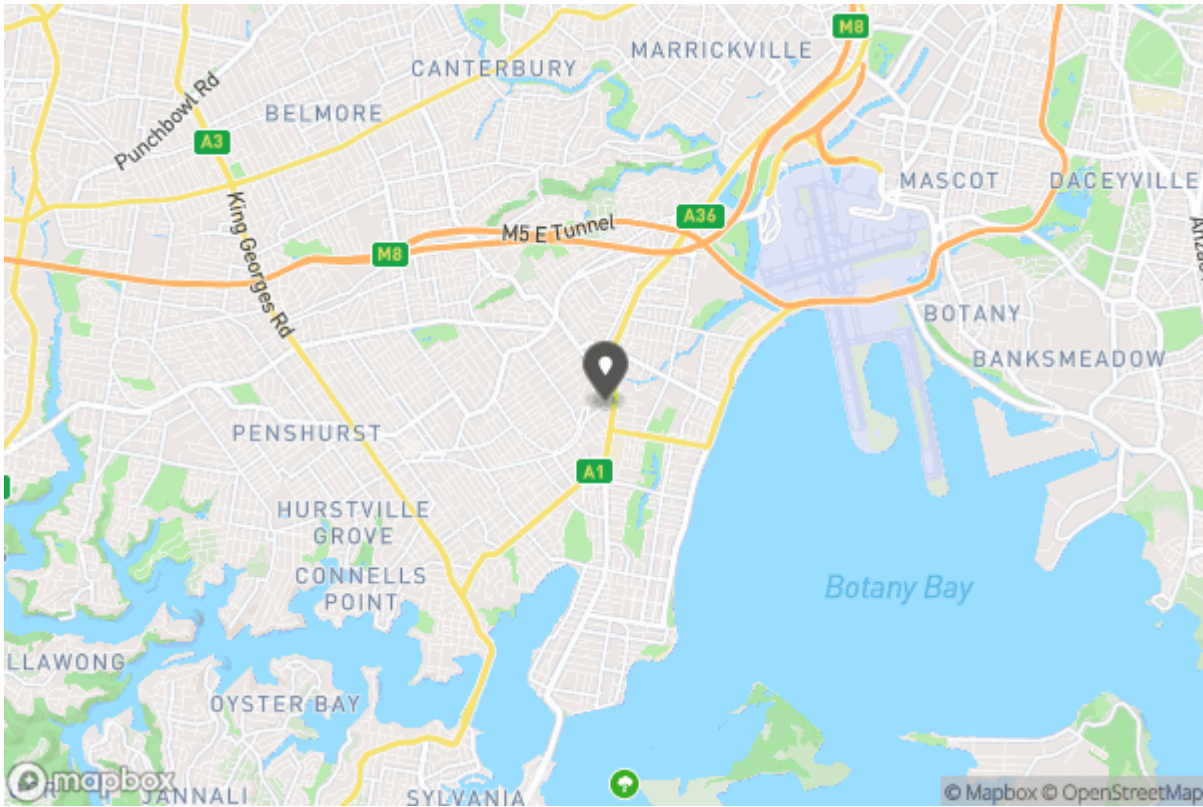 M8
MARRICKVILLE
CANTERBURY
Punchbowl Rd
BELMORE
A3
MASCOT
DACEYVILLE
King Georges Rd
A36
M5 E Tunnel
M8
BOTANY
BANKSMEADOW
PENSHURST
A1
HURSTVILLE
GROVE
CONNELLS
POINT
Botany Bay
LLAWONG
OYSTER BAY
mapbox
JANNALI
SYLVANIA
© Mapbox © OpenStreetMap